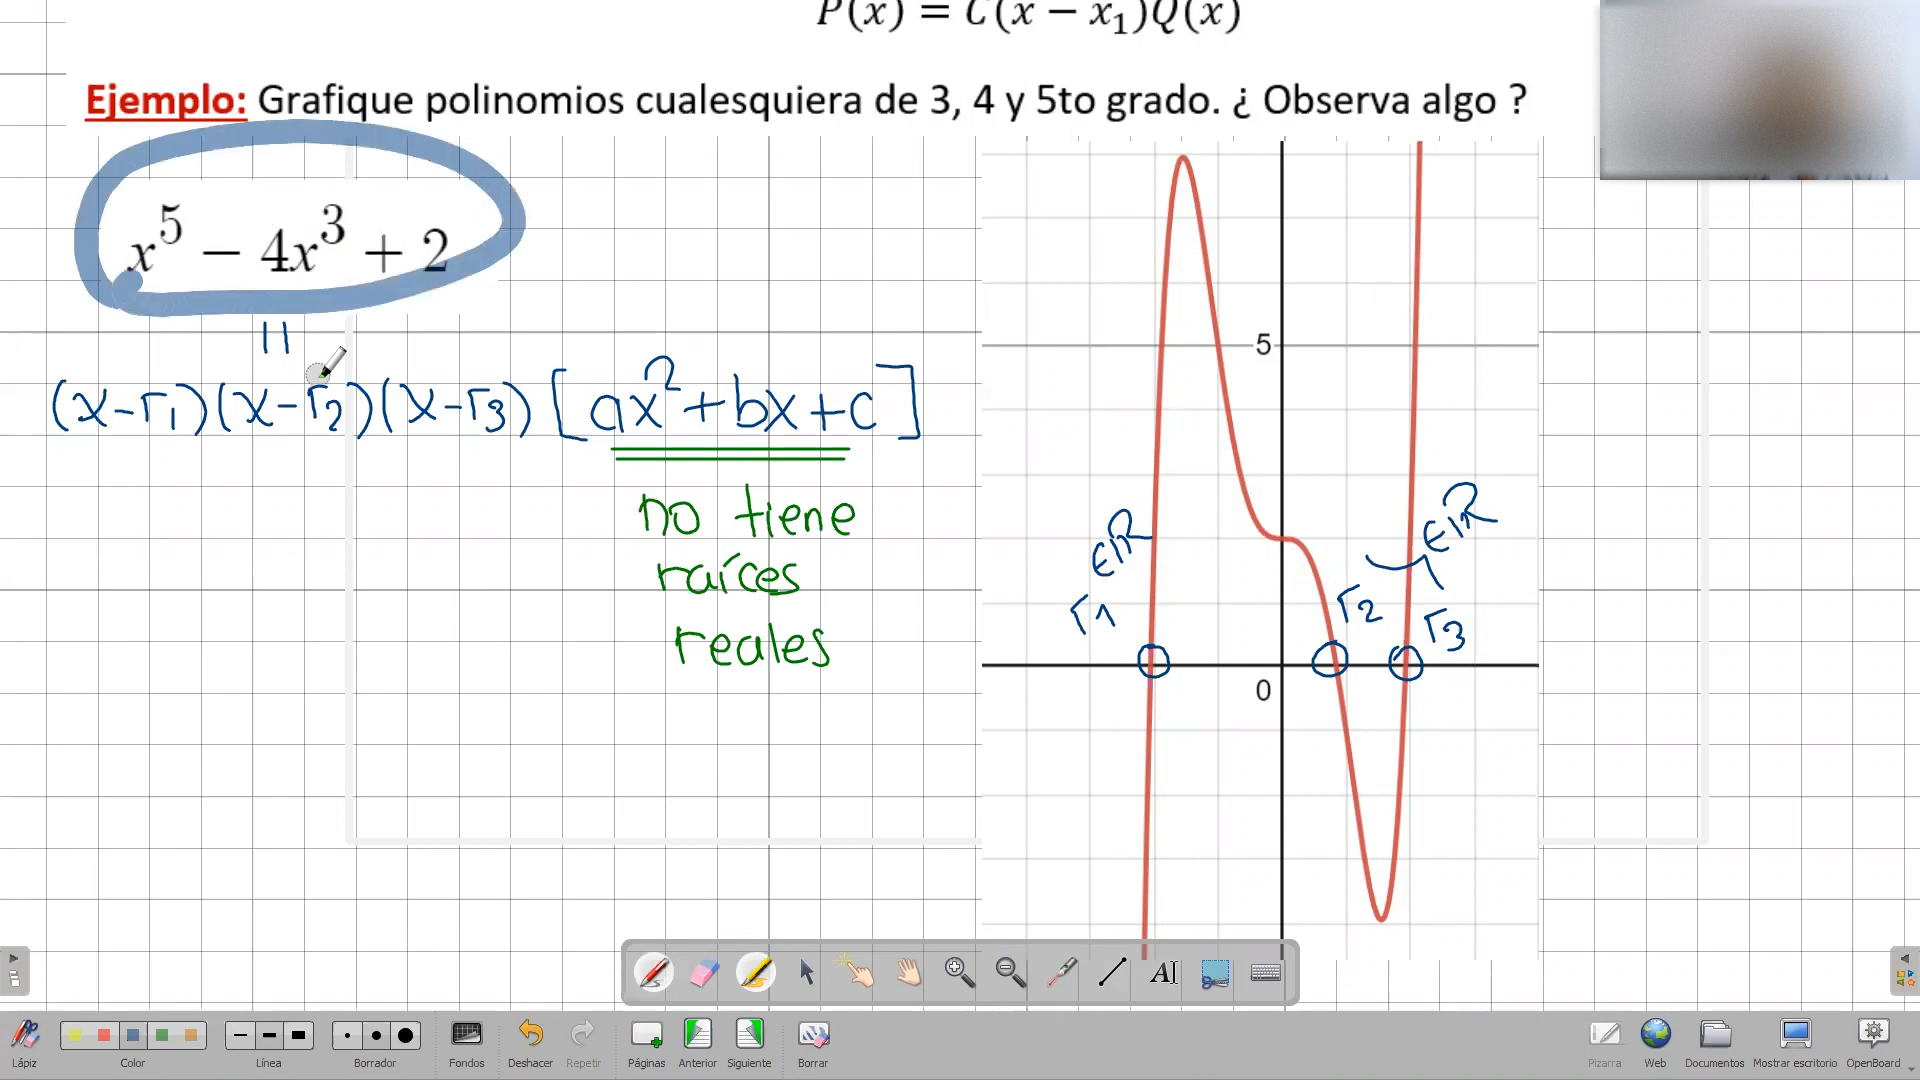 P(x) = C(x − x₁)Q(x)
Ejemplo: Grafique polinomios cualesquiera de 3, 4 y 5to grado. ¿ Observa algo ?
x⁵ − 4x³ + 2
||
(x-r₁)(x-r₂)(x-r₃)[ax²+bx+c]
no tiene
raíces
reales
5
0
∈ℝ
r₁
∈ℝ
r₂
r₃
Lápiz
Color
Línea
Borrador
Fondos
Deshacer
Repetir
Páginas
Anterior
Siguiente
Borrar
Pizarra
Web
Documentos
Mostrar escritorio
OpenBoard
AI